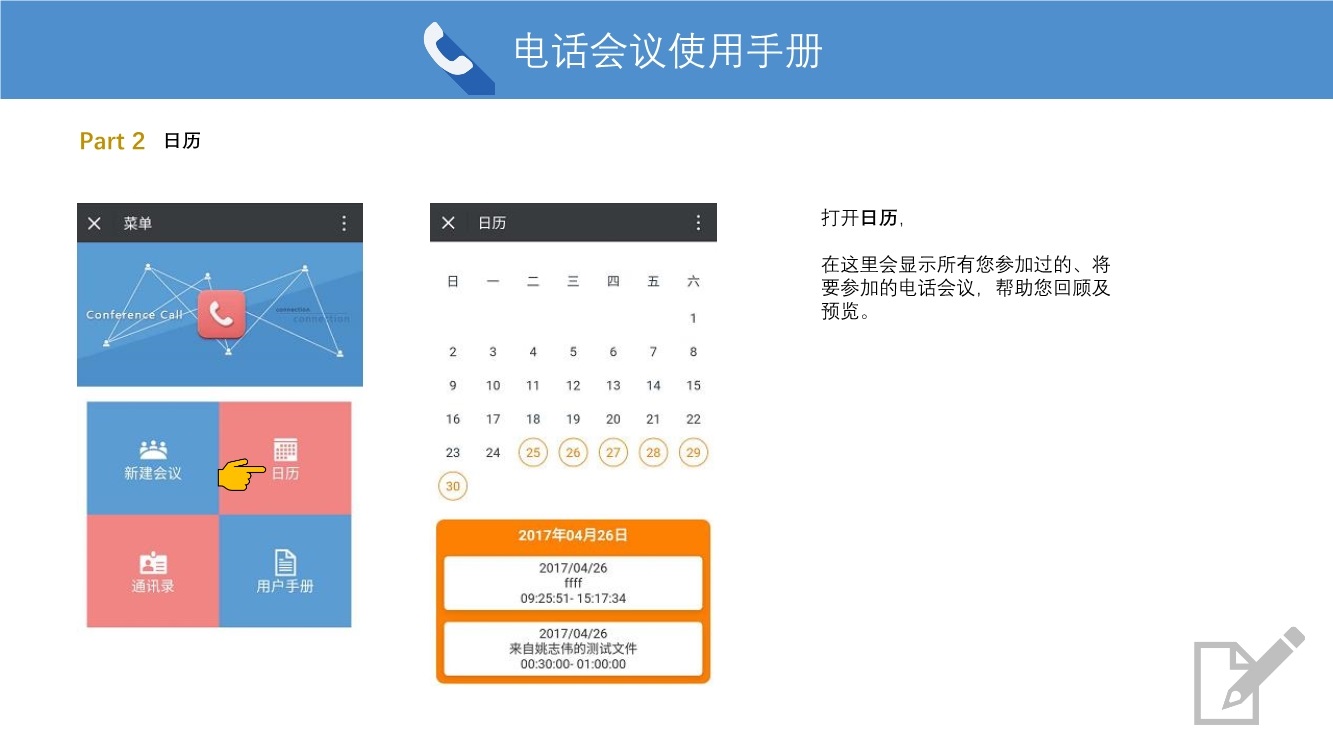 电话会议使用手册
Part 2 日历
菜单
Conference Call
connection
connection
新建会议
日历
通讯录
用户手册
日历
日 一 二 三 四 五 六
1
2 3 4 5 6 7 8
9 10 11 12 13 14 15
16 17 18 19 20 21 22
23 24 25 26 27 28 29
30
2017年04月26日
2017/04/26
ffff
09:25:51- 15:17:34
2017/04/26
来自姚志伟的测试文件
00:30:00- 01:00:00
打开日历，
在这里会显示所有您参加过的、将
要参加的电话会议，帮助您回顾及
预览。